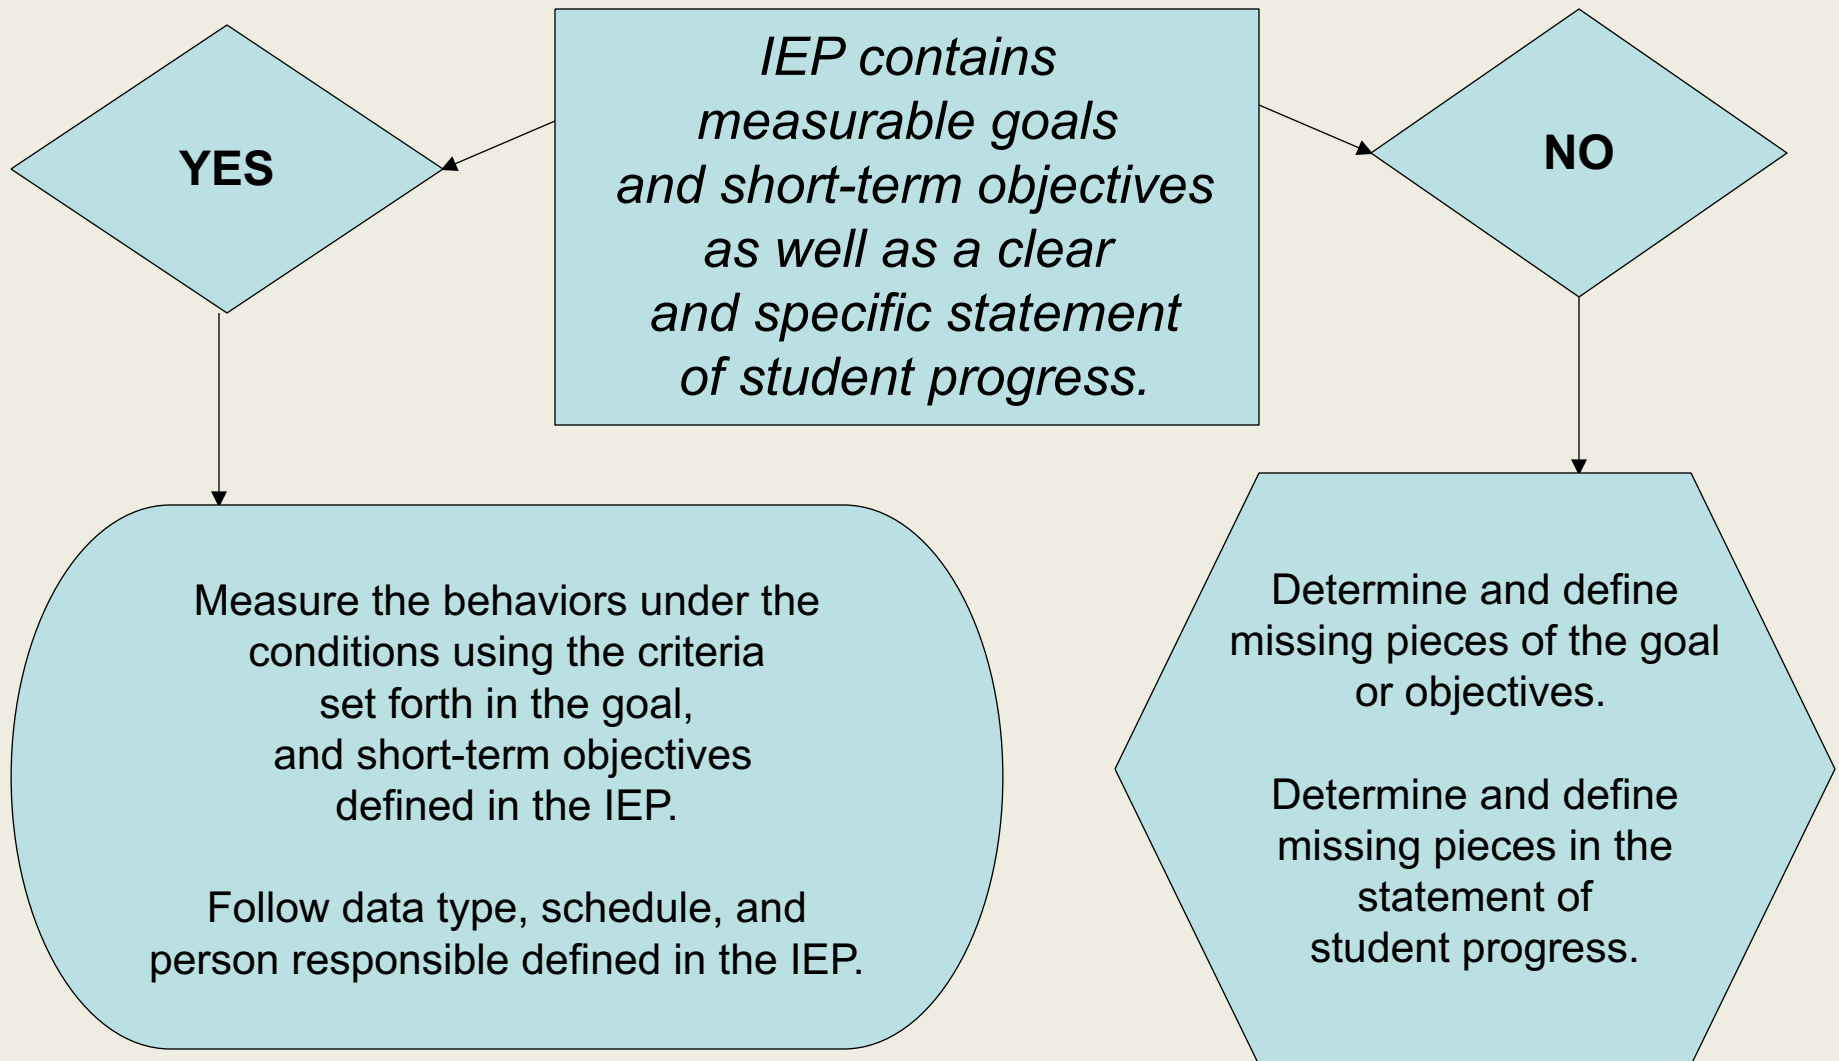 IEP contains
measurable goals
and short-term objectives
as well as a clear
and specific statement
of student progress.
YES
NO
Measure the behaviors under the
conditions using the criteria
set forth in the goal,
and short-term objectives
defined in the IEP.
Follow data type, schedule, and
person responsible defined in the IEP.
Determine and define
missing pieces of the goal
or objectives.
Determine and define
missing pieces in the
statement of
student progress.